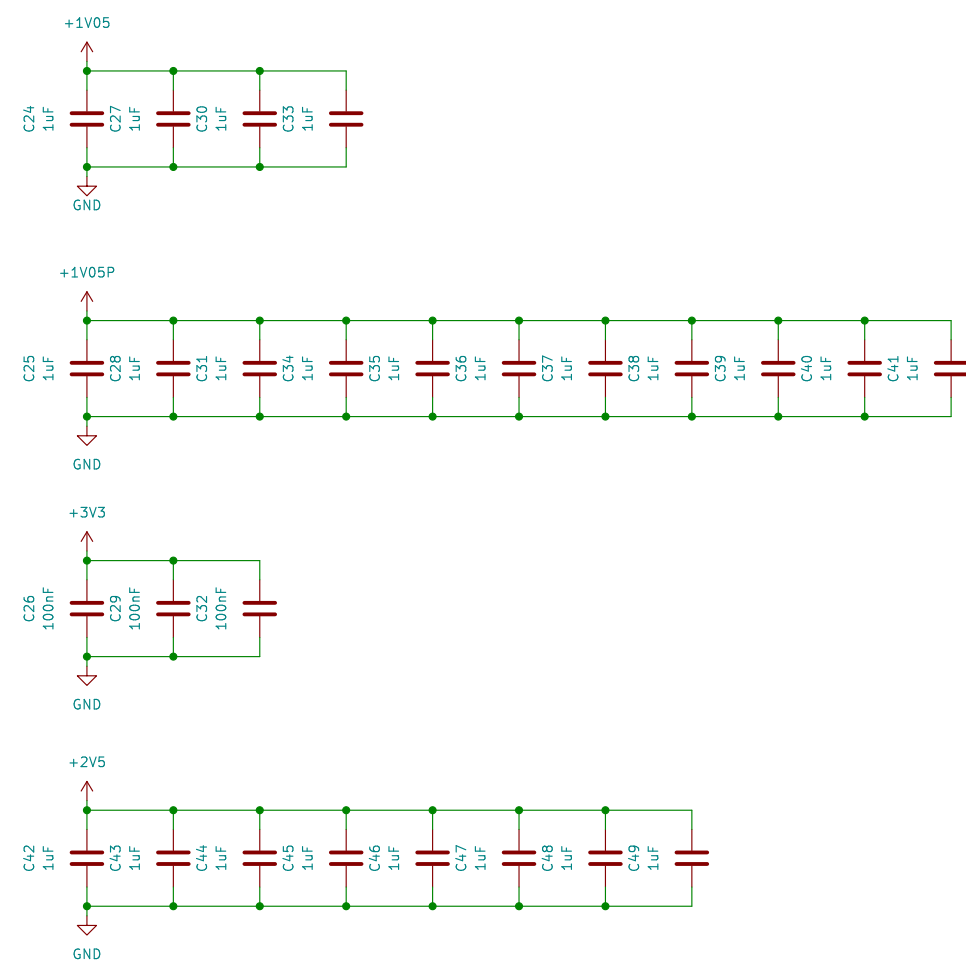 +1V05
C24
1uF
C27
1uF
C30
1uF
C33
1uF
GND
+1V05P
C25
1uF
C28
1uF
C31
1uF
C34
1uF
C35
1uF
C36
1uF
C37
1uF
C38
1uF
C39
1uF
C40
1uF
C41
1uF
GND
+3V3
C26
100nF
C29
100nF
C32
100nF
GND
+2V5
C42
1uF
C43
1uF
C44
1uF
C45
1uF
C46
1uF
C47
1uF
C48
1uF
C49
1uF
GND